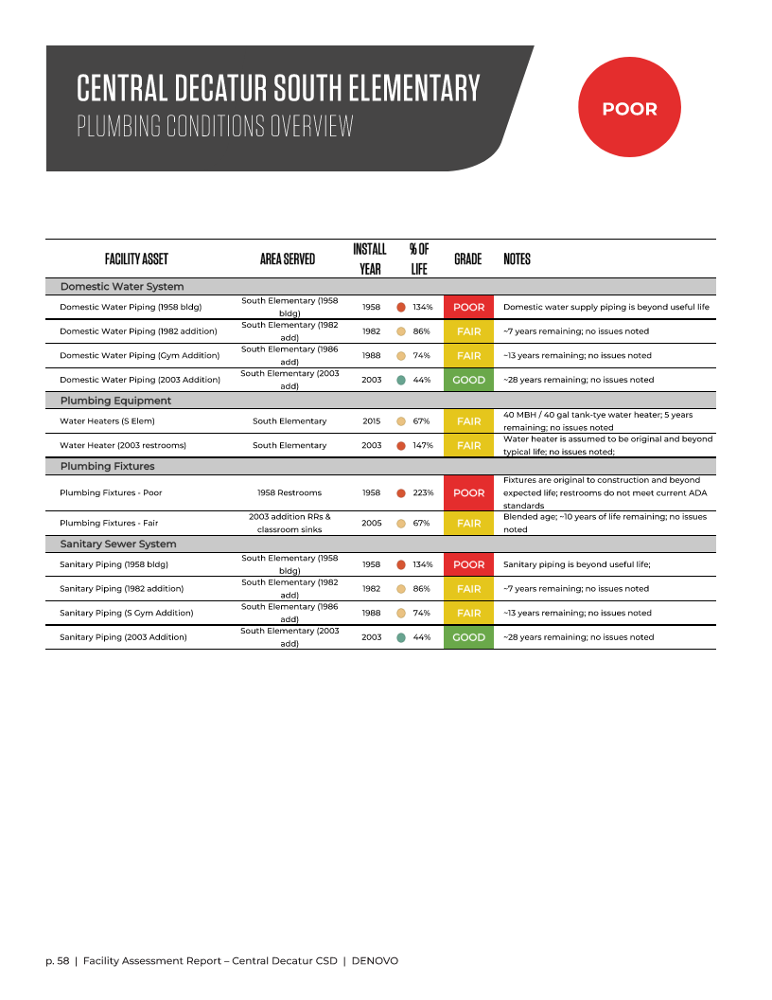 CENTRAL DECATUR SOUTH ELEMENTARY
PLUMBING CONDITIONS OVERVIEW
POOR
FACILITY ASSET AREA SERVED INSTALL YEAR % OF LIFE GRADE NOTES
Domestic Water System
Domestic Water Piping (1958 bldg) South Elementary (1958 bldg) 1958 134% POOR Domestic water supply piping is beyond useful life
Domestic Water Piping (1982 addition) South Elementary (1982 add) 1982 86% FAIR ~7 years remaining; no issues noted
Domestic Water Piping (Gym Addition) South Elementary (1986 add) 1988 74% FAIR ~13 years remaining; no issues noted
Domestic Water Piping (2003 Addition) South Elementary (2003 add) 2003 44% GOOD ~28 years remaining; no issues noted
Plumbing Equipment
Water Heaters (S Elem) South Elementary 2015 67% FAIR 40 MBH / 40 gal tank-tye water heater; 5 years remaining; no issues noted
Water Heater (2003 restrooms) South Elementary 2003 147% FAIR Water heater is assumed to be original and beyond typical life; no issues noted;
Plumbing Fixtures
Plumbing Fixtures - Poor 1958 Restrooms 1958 223% POOR Fixtures are original to construction and beyond expected life; restrooms do not meet current ADA standards
Plumbing Fixtures - Fair 2003 addition RRs & classroom sinks 2005 67% FAIR Blended age; ~10 years of life remaining; no issues noted
Sanitary Sewer System
Sanitary Piping (1958 bldg) South Elementary (1958 bldg) 1958 134% POOR Sanitary piping is beyond useful life;
Sanitary Piping (1982 addition) South Elementary (1982 add) 1982 86% FAIR ~7 years remaining; no issues noted
Sanitary Piping (S Gym Addition) South Elementary (1986 add) 1988 74% FAIR ~13 years remaining; no issues noted
Sanitary Piping (2003 Addition) South Elementary (2003 add) 2003 44% GOOD ~28 years remaining; no issues noted
p. 58 | Facility Assessment Report – Central Decatur CSD | DENOVO